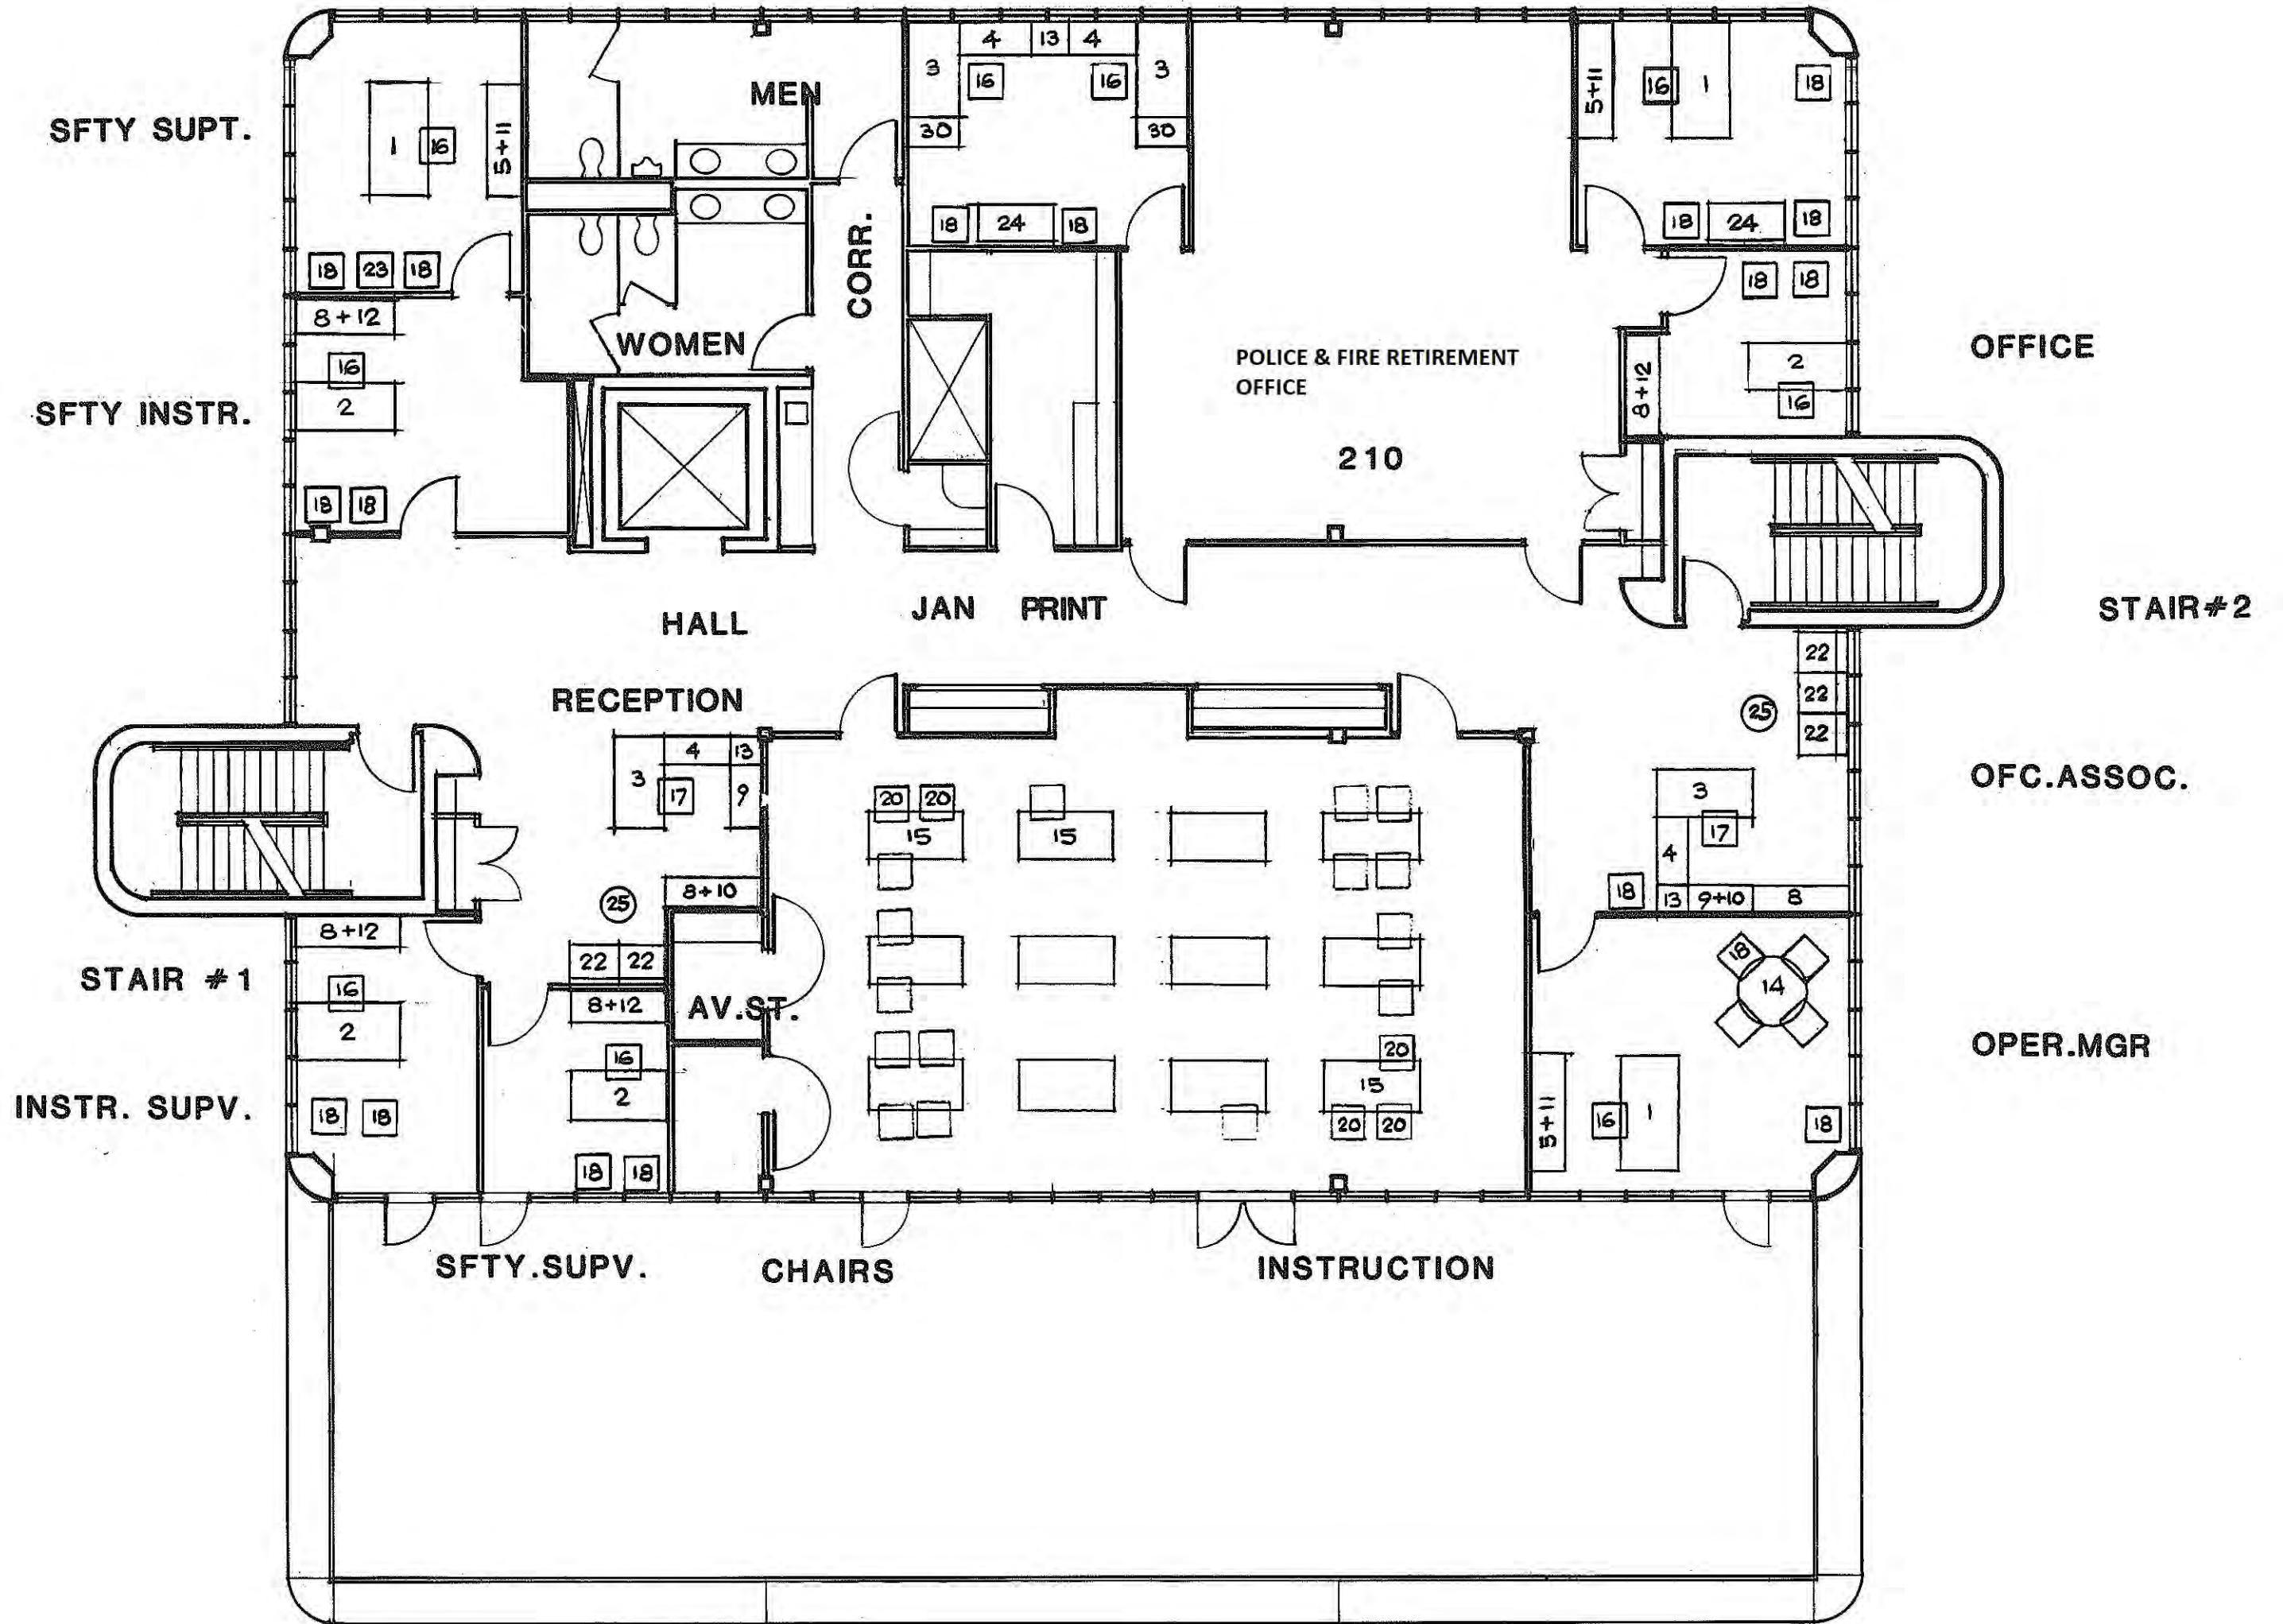 4 13 4
3 3
5+11
16 1 18
16 16
MEN
SFTY SUPT.
1 16 5+11
30 30
18 24 18
18 24 18
CORR.
18 23 18
18 18
8+12
WOMEN
16
2
SFTY INSTR.
POLICE & FIRE RETIREMENT
OFFICE
210
8+12
2
16
OFFICE
18 18
HALL
JAN PRINT
STAIR#2
RECEPTION
22
22
22
25
4 13
3 17 9
3
17
4
OFC.ASSOC.
20 20
15
15
8+10
25
18 13 9+10 8
8+12
22 22
STAIR #1
16
2
8+12
AV.ST.
16
2
18
14
OPER.MGR
20
15
20 20
INSTR. SUPV.
18 18
18 18
5+11
16 1 18
SFTY.SUPV.
CHAIRS
INSTRUCTION